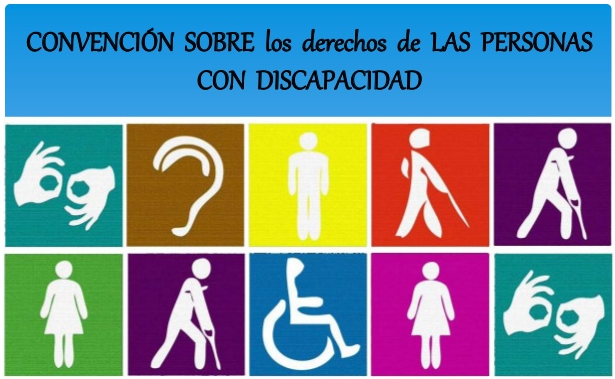 CONVENCIÓN SOBRE los derechos de LAS PERSONAS
CON DISCAPACIDAD